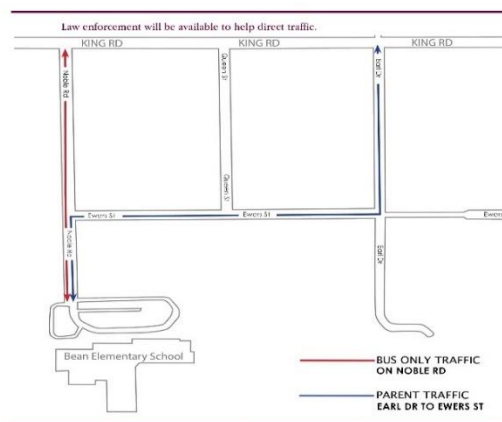 Law enforcement will be available to help direct traffic.
KING RD
KING RD
KING RD
Noble Rd
Queen St
Earl Dr
Queen St
Ewers St
Ewers St
Ewers
Noble Rd
Earl Dr
Bean Elementary School
BUS ONLY TRAFFIC
ON NOBLE RD
PARENT TRAFFIC
EARL DR TO EWERS ST